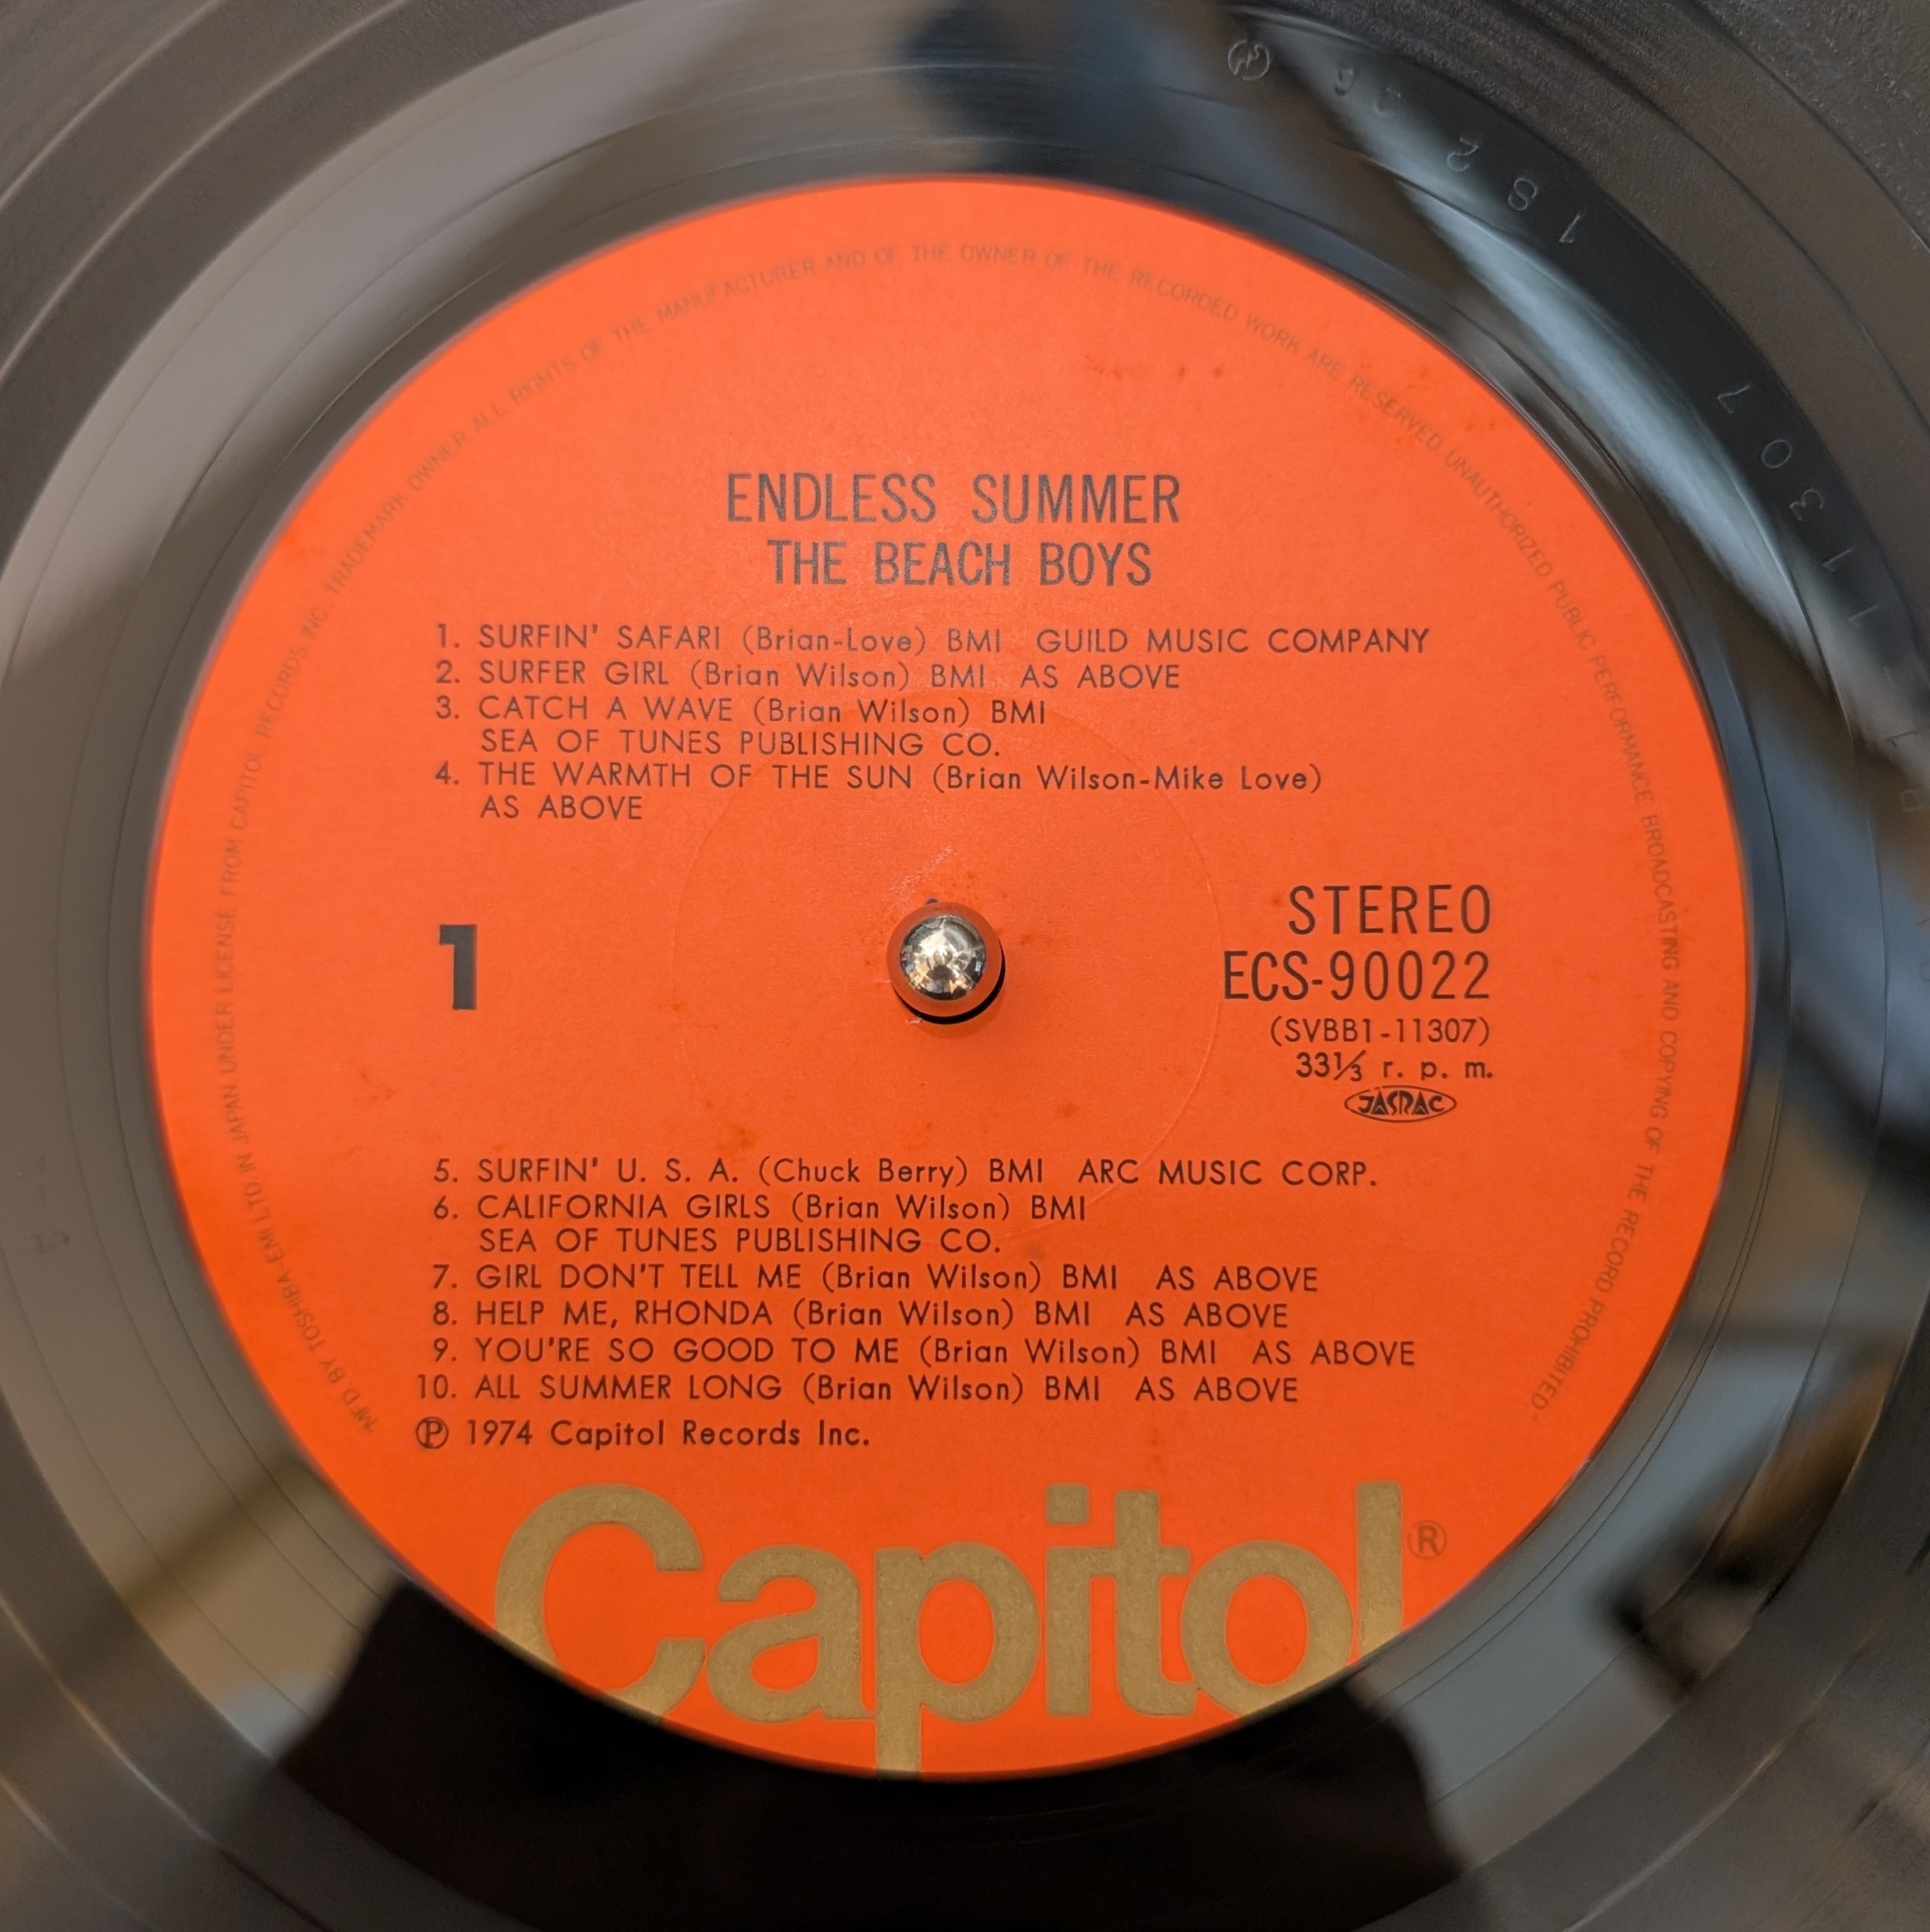 MF'D BY TOSHIBA-EMI LTD. IN JAPAN UNDER LICENSE FROM CAPITOL RECORDS, INC., TRADEMARK OWNER. ALL RIGHTS OF THE MANUFACTURER AND OF THE OWNER OF THE RECORDED WORK ARE RESERVED. UNAUTHORIZED PUBLIC PERFORMANCE BROADCASTING AND COPYING OF THE RECORD PROHIBITED.
ENDLESS SUMMER
THE BEACH BOYS
1. SURFIN' SAFARI (Brian-Love) BMI GUILD MUSIC COMPANY
2. SURFER GIRL (Brian Wilson) BMI AS ABOVE
3. CATCH A WAVE (Brian Wilson) BMI
SEA OF TUNES PUBLISHING CO.
4. THE WARMTH OF THE SUN (Brian Wilson-Mike Love)
AS ABOVE
1
STEREO
ECS-90022
(SVBB1-11307)
33⅓ r. p. m.
JASRAC
5. SURFIN' U. S. A. (Chuck Berry) BMI ARC MUSIC CORP.
6. CALIFORNIA GIRLS (Brian Wilson) BMI
SEA OF TUNES PUBLISHING CO.
7. GIRL DON'T TELL ME (Brian Wilson) BMI AS ABOVE
8. HELP ME, RHONDA (Brian Wilson) BMI AS ABOVE
9. YOU'RE SO GOOD TO ME (Brian Wilson) BMI AS ABOVE
10. ALL SUMMER LONG (Brian Wilson) BMI AS ABOVE
Ⓟ 1974 Capitol Records Inc.
Capitol®